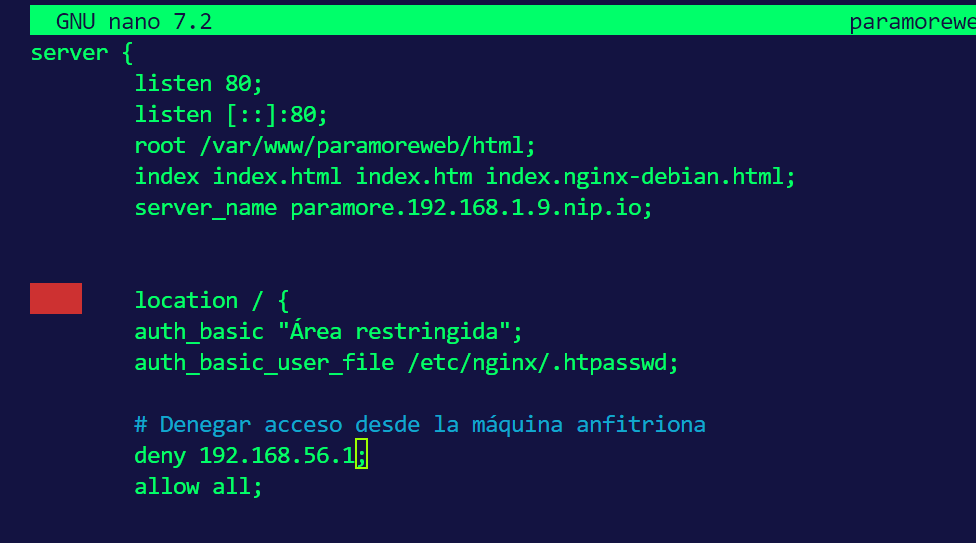 GNU nano 7.2 paramorewe
server {
listen 80;
listen [::]:80;
root /var/www/paramoreweb/html;
index index.html index.htm index.nginx-debian.html;
server_name paramore.192.168.1.9.nip.io;
location / {
auth_basic "Área restringida";
auth_basic_user_file /etc/nginx/.htpasswd;
# Denegar acceso desde la máquina anfitriona
deny 192.168.56.1;
allow all;